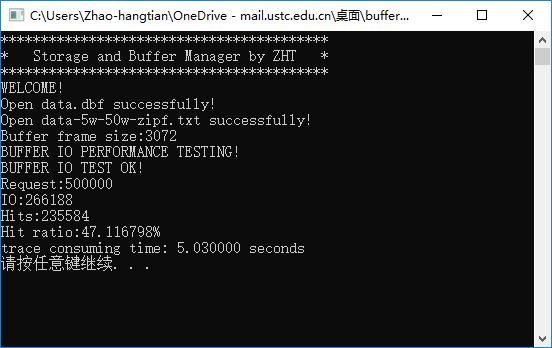 C:\Users\Zhao-hangtian\OneDrive - mail.ustc.edu.cn\桌面\buffer...
*****************************************
*   Storage and Buffer Manager by ZHT   *
*****************************************
WELCOME!
Open data.dbf successfully!
Open data-5w-50w-zipf.txt successfully!
Buffer frame size:3072
BUFFER IO PERFORMANCE TESTING!
BUFFER IO TEST OK!
Request:500000
IO:266188
Hits:235584
Hit ratio:47.116798%
trace consuming time: 5.030000 seconds
请按任意键继续. . .